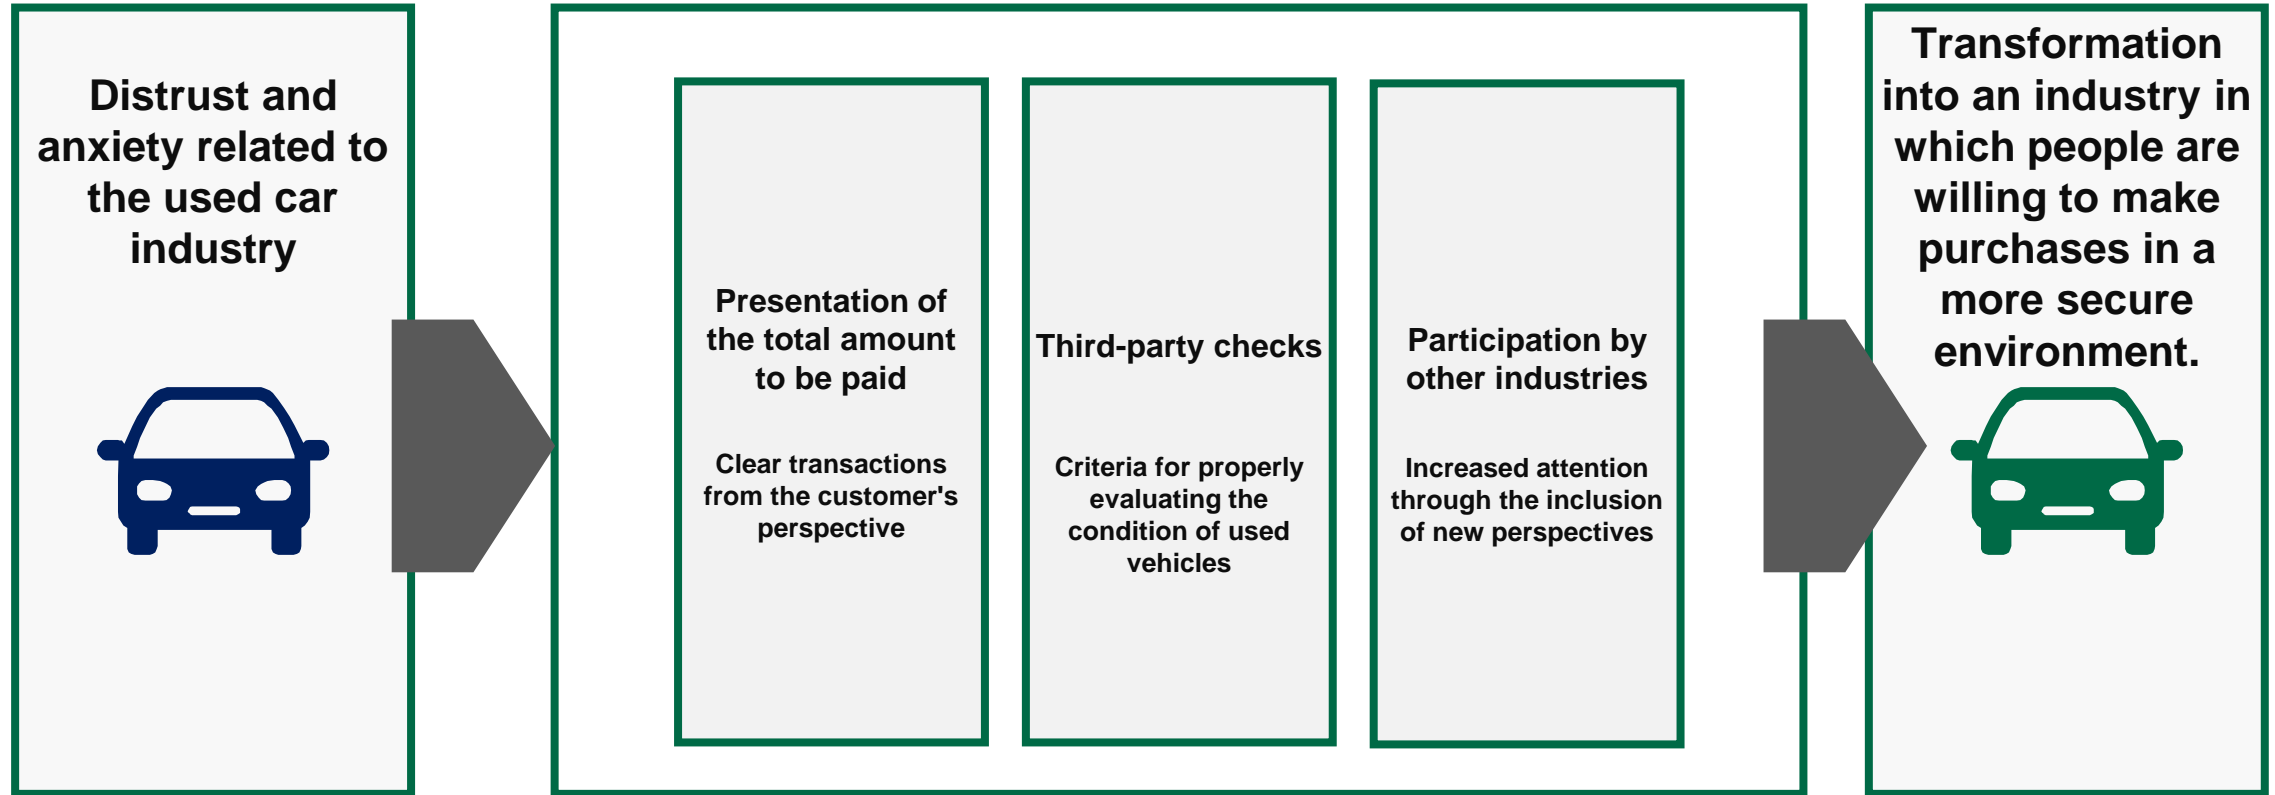 Distrust and
anxiety related to
the used car
industry
Presentation of
the total amount
to be paid
Clear transactions
from the customer's
perspective
Third-party checks
Criteria for properly
evaluating the
condition of used
vehicles
Participation by
other industries
Increased attention
through the inclusion
of new perspectives
Transformation
into an industry in
which people are
willing to make
purchases in a
more secure
environment.